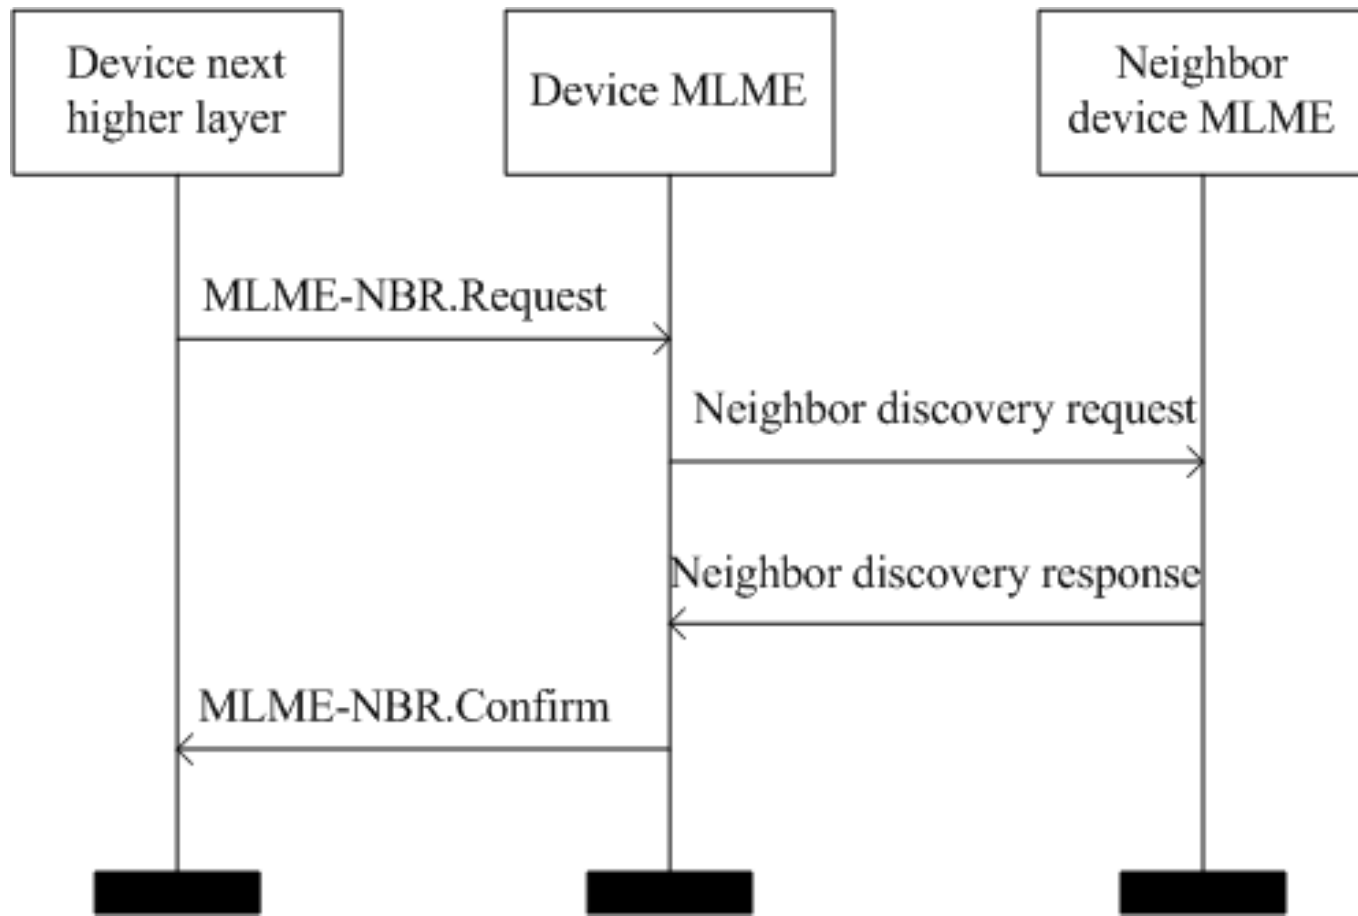 Device next
higher layer
Device MLME
Neighbor
device MLME
MLME-NBR.Request
Neighbor discovery request
Neighbor discovery response
MLME-NBR.Confirm